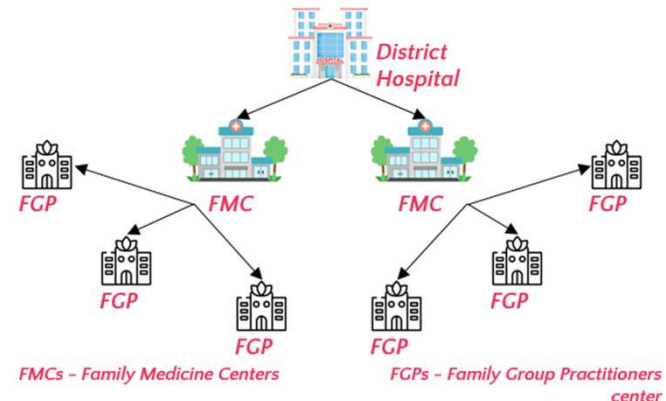 HOSPITAL
District
Hospital
FGP
FMC
FMC
FGP
FGP
FGP
FGP
FGP
FMCs - Family Medicine Centers
FGPs - Family Group Practitioners
center